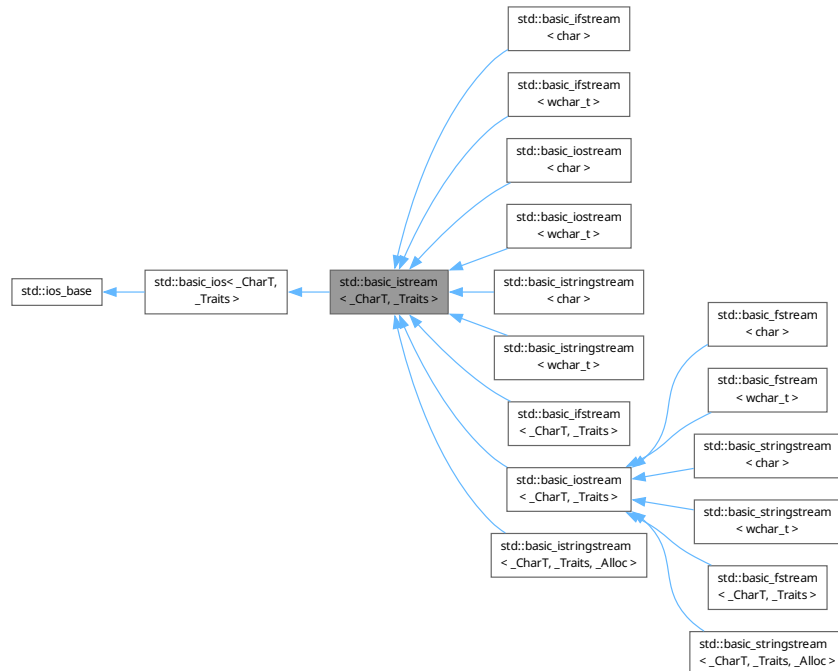 std::basic_ifstream
< char >
std::basic_ifstream
< wchar_t >
std::basic_iostream
< char >
std::basic_iostream
< wchar_t >
std::ios_base
std::basic_ios< _CharT,
_Traits >
std::basic_istream
< _CharT, _Traits >
std::basic_istringstream
< char >
std::basic_istringstream
< wchar_t >
std::basic_ifstream
< _CharT, _Traits >
std::basic_iostream
< _CharT, _Traits >
std::basic_istringstream
< _CharT, _Traits, _Alloc >
std::basic_fstream
< char >
std::basic_fstream
< wchar_t >
std::basic_stringstream
< char >
std::basic_stringstream
< wchar_t >
std::basic_fstream
< _CharT, _Traits >
std::basic_stringstream
< _CharT, _Traits, _Alloc >